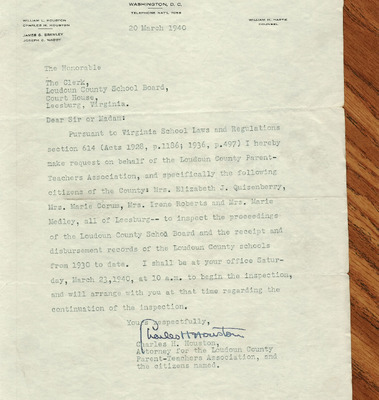 WASHINGTON, D. C.
TELEPHONE NAT'L
WILLIAM L. HOUSTON
CHARLES H. HOUSTON
JOSEPH C. WADDY
WILLIAM H. HASTIE
COUNSEL
20 March 1940
The Honorable
The Clerk,
Loudoun County School Board,
Court House,
Leesburg, Virginia.
Dear Sir or Madam:
Pursuant to Virginia School Laws and Regulations
section 614 (Acts 1928, p.1186; 1936, p.497) I hereby
make request on behalf of the Loudoun County Parent-
Teachers Association, and specifically the following
citizens of the County: Mrs. Elizabeth J. Quisenberry,
Mrs. Marie Corum, Mrs. Irene Roberts and Mrs. Marie
Medley, all of Leesburg-- to inspect the proceedings
of the Loudoun County School Board and the receipt and
disbursement records of the Loudoun County schools
from 1930 to date. I shall be at your office Satur-
day, March 23,1940, at 10 a.m. to begin the inspection,
and will arrange with you at that time regarding the
continuation of the inspection.
Yours respectfully,
Charles H Houston
Charles H. Houston,
Attorney for the Loudoun County
Parent-Teachers Association, and
the citizens named.